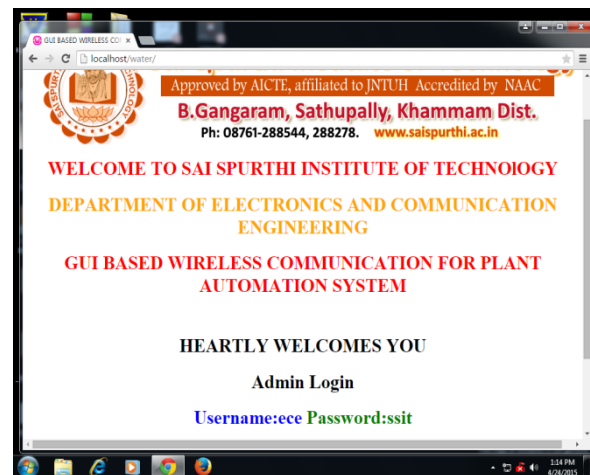 GUI BASED WIRELESS CO
localhost/water/
Approved by AICTE, affiliated to JNTUH Accredited by NAAC
B.Gangaram, Sathupally, Khammam Dist.
Ph: 08761-288544, 288278. www.saispurthi.ac.in
WELCOME TO SAI SPURTHI INSTITUTE OF TECHNOlOGY
DEPARTMENT OF ELECTRONICS AND COMMUNICATION
ENGINEERING
GUI BASED WIRELESS COMMUNICATION FOR PLANT
AUTOMATION SYSTEM
HEARTLY WELCOMES YOU
Admin Login
Username:ece Password:ssit
1:14 PM
4/24/2015